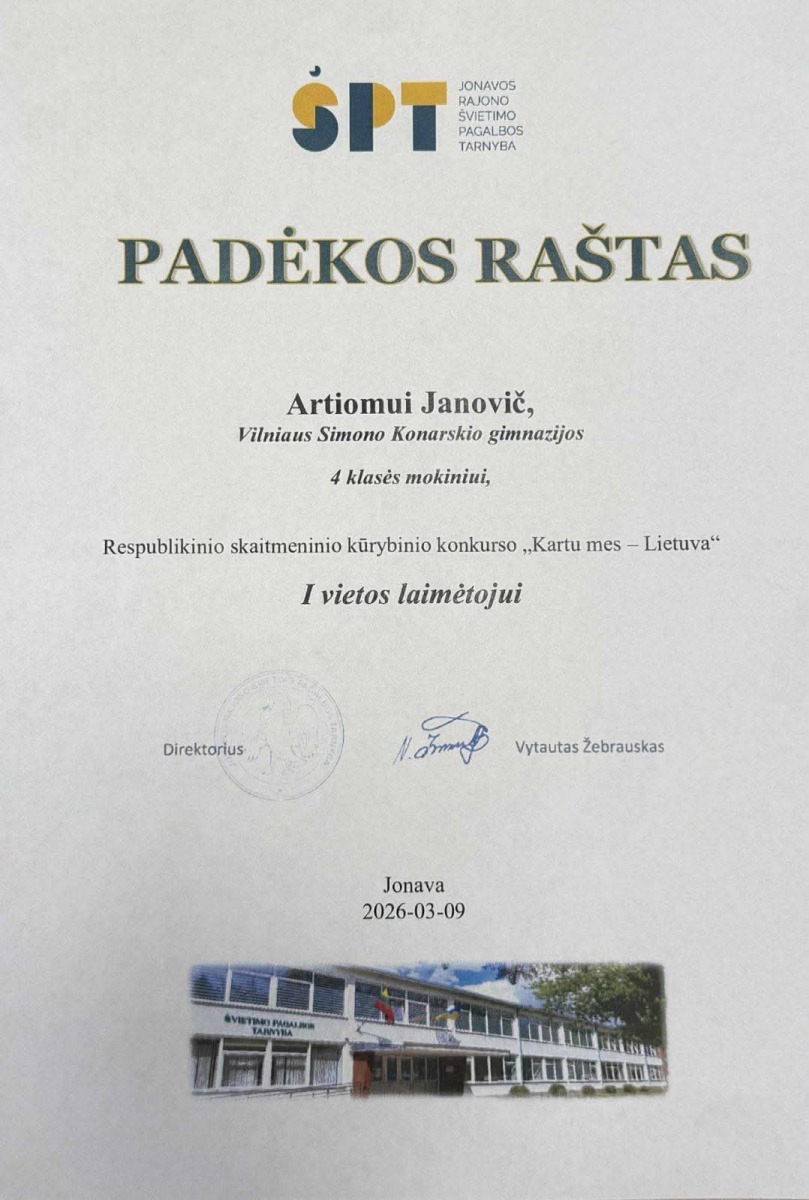 ŠPT
JONAVOS
RAJONO
ŠVIETIMO
PAGALBOS
TARNYBA
PADĖKOS RAŠTAS
Artiomui Janovič,
Vilniaus Simono Konarskio gimnazijos
4 klasės mokiniui,
Respublikinio skaitmeninio kūrybinio konkurso „Kartu mes – Lietuva“
I vietos laimėtojui
Direktorius
Vytautas Žebrauskas
Jonava
2026-03-09
ŠVIETIMO PAGALBOS
TARNYBA